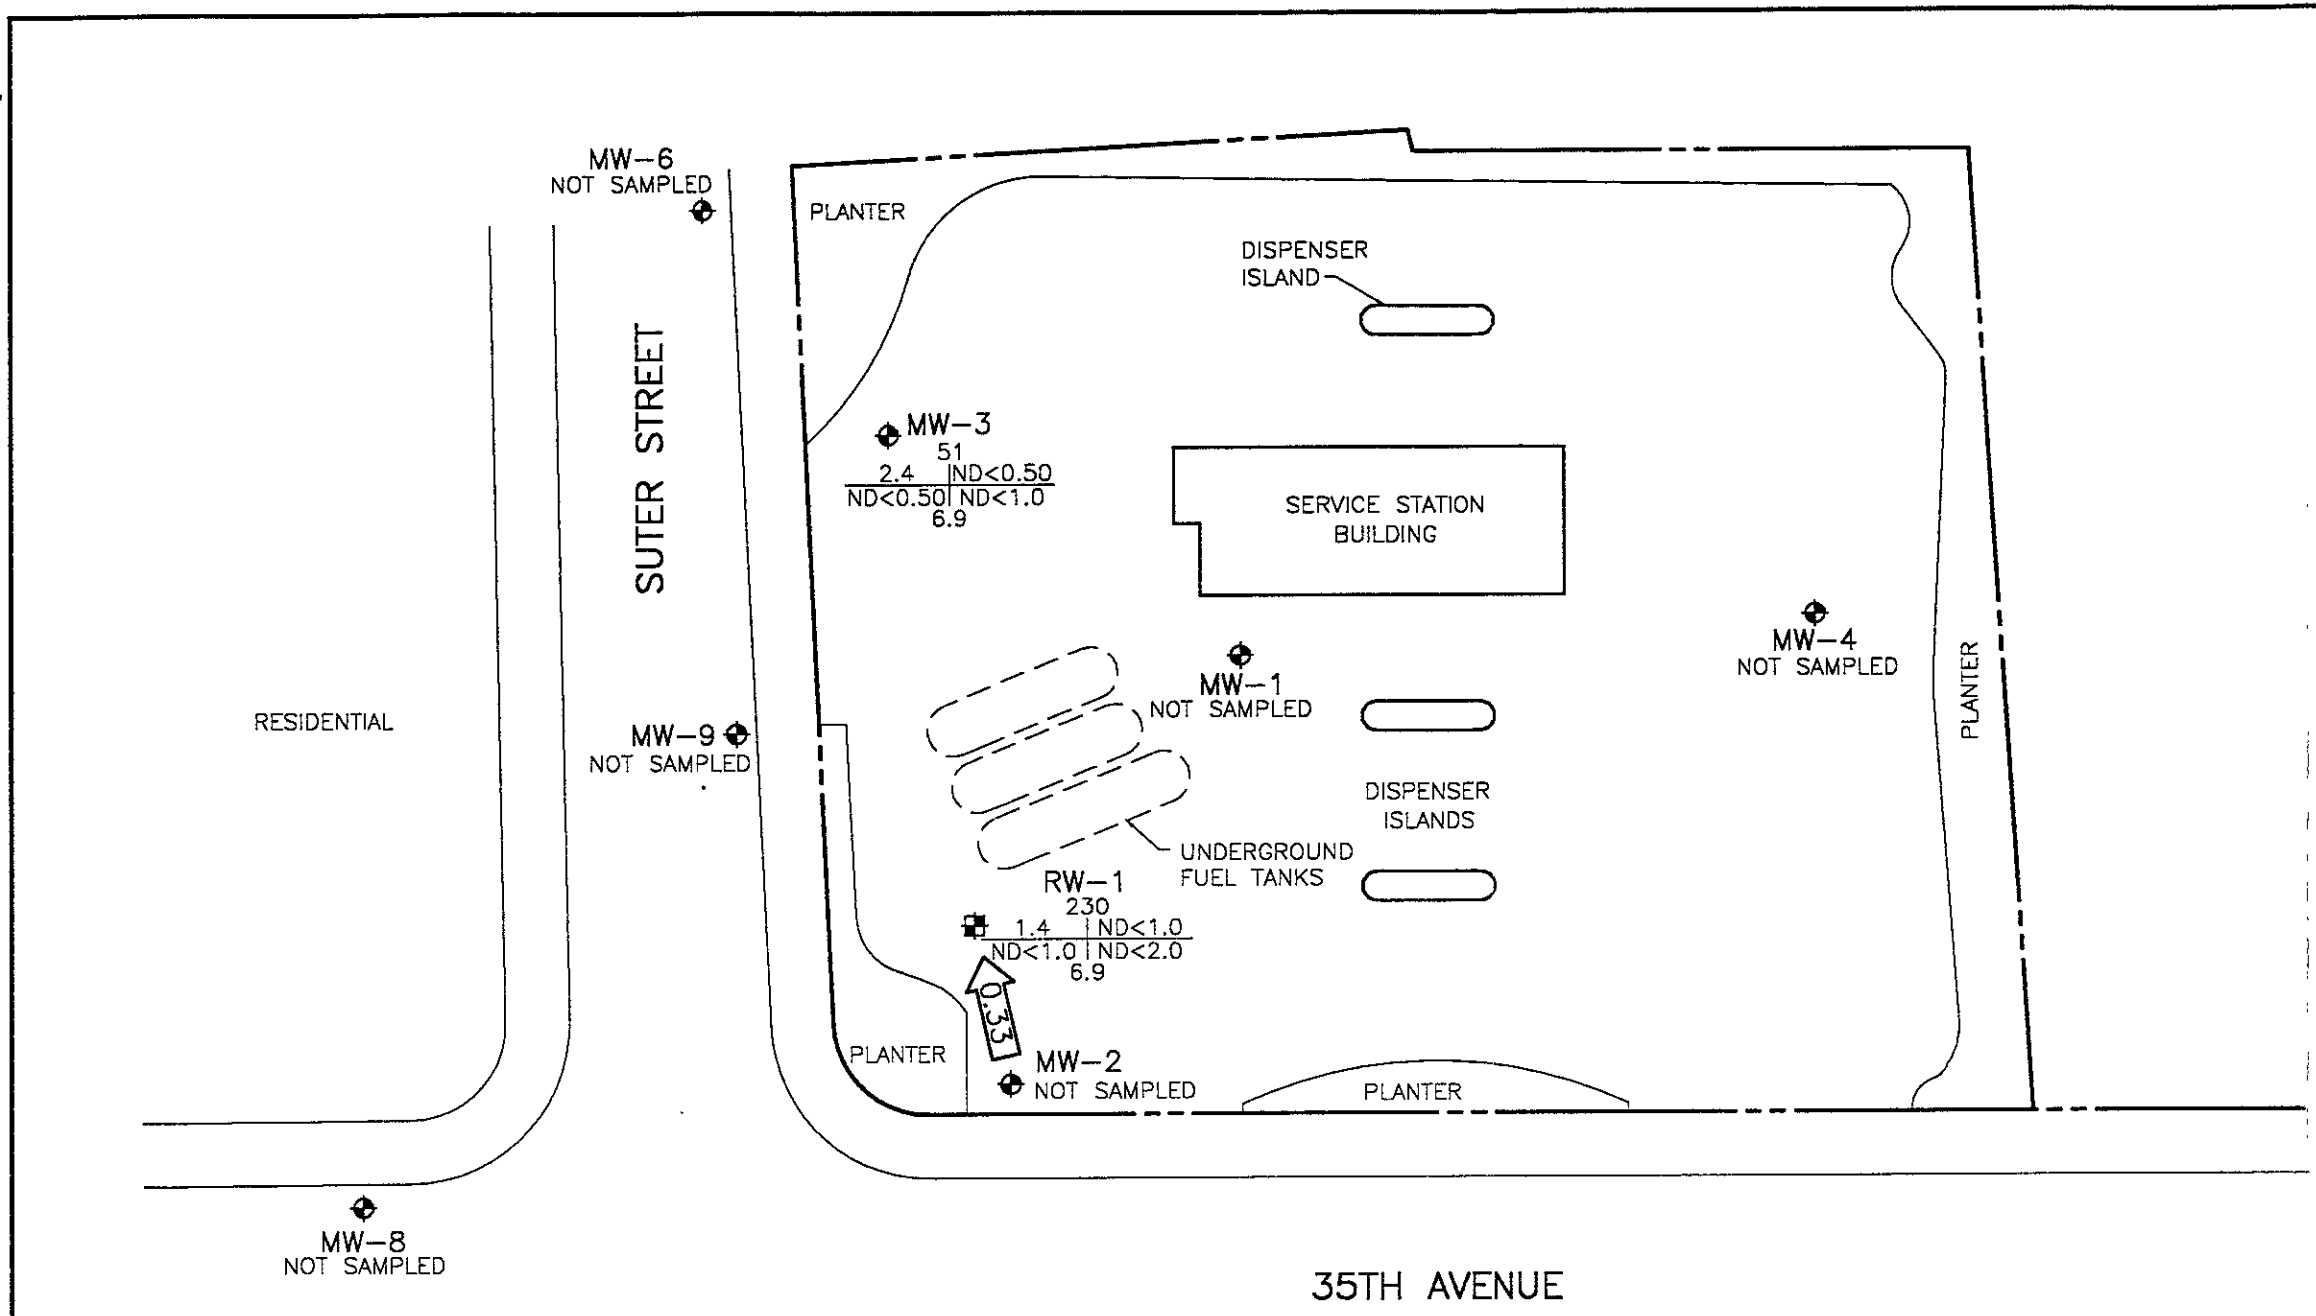 MW-6
NOT SAMPLED
PLANTER
DISPENSER
ISLAND
SUTER STREET
MW-3
51
2.4 ND<0.50
ND<0.50 ND<1.0
6.9
SERVICE STATION
BUILDING
MW-4
NOT SAMPLED
PLANTER
MW-1
NOT SAMPLED
RESIDENTIAL
MW-9
NOT SAMPLED
DISPENSER
ISLANDS
UNDERGROUND
FUEL TANKS
RW-1
230
1.4 ND<1.0
ND<1.0 ND<2.0
6.9
0.33
PLANTER
MW-2
NOT SAMPLED
PLANTER
MW-8
NOT SAMPLED
35TH AVENUE